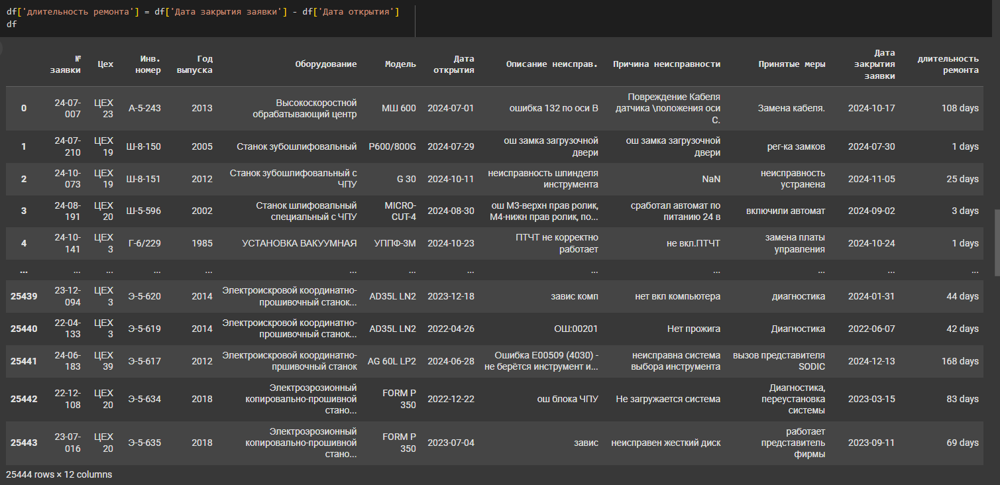 df['длительность ремонта'] = df['Дата закрытия заявки'] - df['Дата открытия']
df
№ заявки Цех Инв. номер Год выпуска Оборудование Модель Дата открытия Описание неисправ. Причина неисправности Принятые меры Дата закрытия заявки длительность ремонта
0 24-07-007 ЦЕХ 23 А-5-243 2013 Высокоскоростной обрабатывающий центр МШ 600 2024-07-01 ошибка 132 по оси В Повреждение Кабеля датчика \положения оси С. Замена кабеля. 2024-10-17 108 days
1 24-07-210 ЦЕХ 19 Ш-8-150 2005 Станок зубошлифовальный P600/800G 2024-07-29 ош замка загрузочной двери ош замка загрузочной двери рег-ка замков 2024-07-30 1 days
2 24-10-073 ЦЕХ 19 Ш-8-151 2012 Станок зубошлифовальный с ЧПУ G 30 2024-10-11 неисправность шпинделя инструмента NaN неисправность устранена 2024-11-05 25 days
3 24-08-191 ЦЕХ 20 Ш-5-596 2002 Станок шлифовальный специальный с ЧПУ MICRO-CUT-4 2024-08-30 ош М3-верхн прав ролик, М4-нижн прав ролик, по... сработал автомат по питанию 24 в включили автомат 2024-09-02 3 days
4 24-10-141 ЦЕХ 3 Г-6/229 1985 УСТАНОВКА ВАКУУМНАЯ УППФ-3М 2024-10-23 ПТЧТ не корректно работает не вкл.ПТЧТ замена платы управления 2024-10-24 1 days
... ... ... ... ... ... ... ... ... ... ... ... ...
25439 23-12-094 ЦЕХ 3 Э-5-620 2014 Электроискровой координатно-прошивочный станок... AD35L LN2 2023-12-18 завис комп нет вкл компьютера диагностика 2024-01-31 44 days
25440 22-04-133 ЦЕХ 3 Э-5-619 2014 Электроискровой координатно-прошивочный станок... AD35L LN2 2022-04-26 ОШ:00201 Нет прожига Диагностика 2022-06-07 42 days
25441 24-06-183 ЦЕХ 39 Э-5-617 2012 Электроискровой координатно-пршивочный станок AG 60L LP2 2024-06-28 Ошибка Е00509 (4030) - не берётся инструмент и... неисправна система выбора инструмента вызов представителя SODIC 2024-12-13 168 days
25442 22-12-108 ЦЕХ 20 Э-5-634 2018 Электроэрозионный копировально-прошивной стано... FORM P 350 2022-12-22 ош блока ЧПУ Не загружается система Диагностика, переустановка системы 2023-03-15 83 days
25443 23-07-016 ЦЕХ 20 Э-5-635 2018 Электроэрозионный копировально-прошивной стано... FORM P 350 2023-07-04 завис неисправен жесткий диск работает представитель фирмы 2023-09-11 69 days
25444 rows × 12 columns